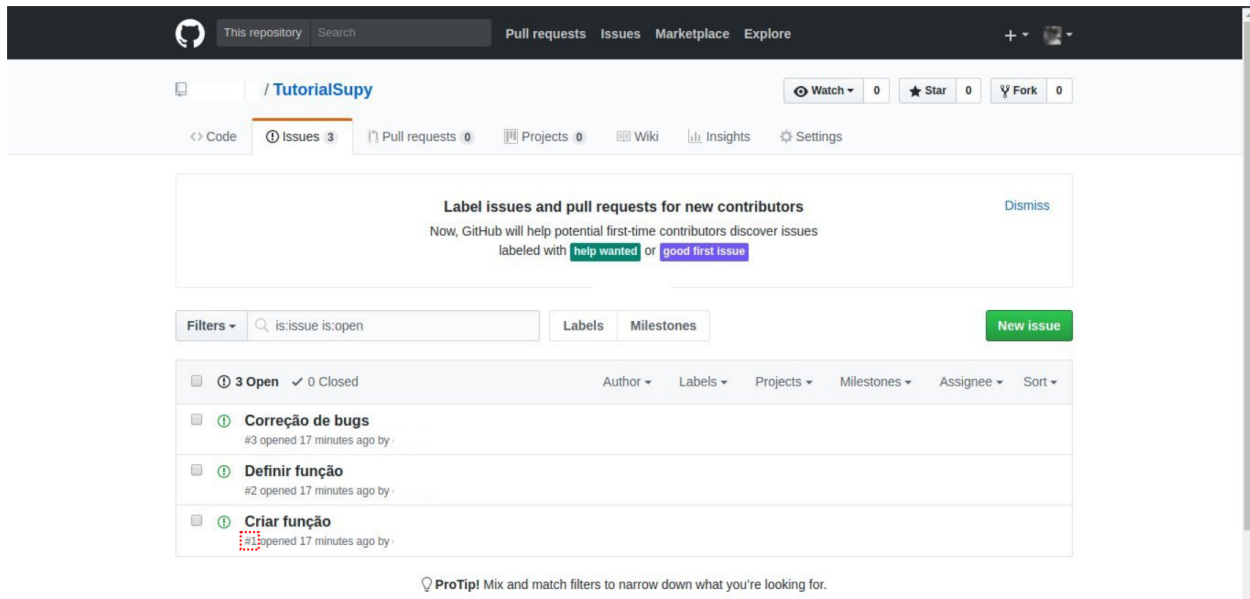 This repository Search Pull requests Issues Marketplace Explore
/ TutorialSupy Watch 0 Star 0 Fork 0
<> Code Issues 3 Pull requests 0 Projects 0 Wiki Insights Settings
Label issues and pull requests for new contributors Dismiss
Now, GitHub will help potential first-time contributors discover issues
labeled with help wanted or good first issue
Filters is:issue is:open Labels Milestones New issue
3 Open 0 Closed Author Labels Projects Milestones Assignee Sort
Correção de bugs
#3 opened 17 minutes ago by
Definir função
#2 opened 17 minutes ago by
Criar função
#1 opened 17 minutes ago by
ProTip! Mix and match filters to narrow down what you're looking for.